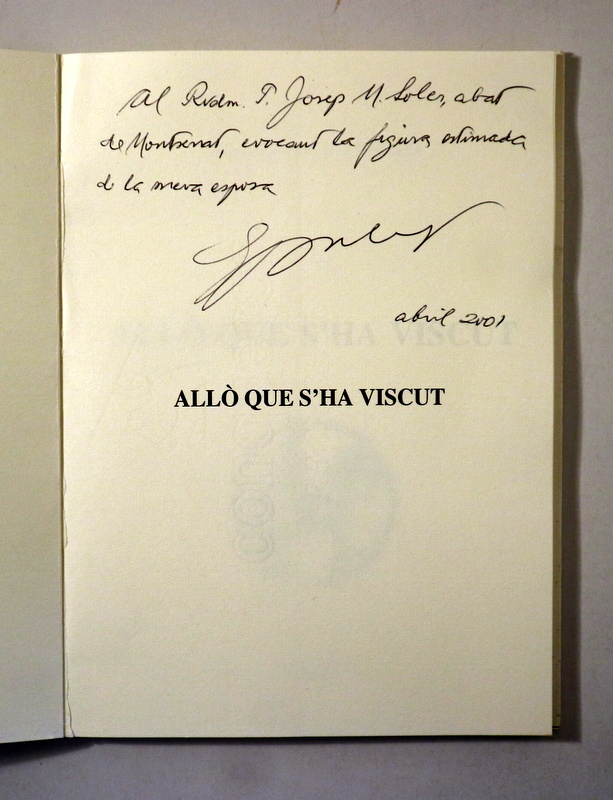 Al Rvdm. P. Josep M. Soler, abat
de Montserrat, evocant la figura estimada
de la meva esposa
abril 2001
ALLÒ QUE S'HA VISCUT